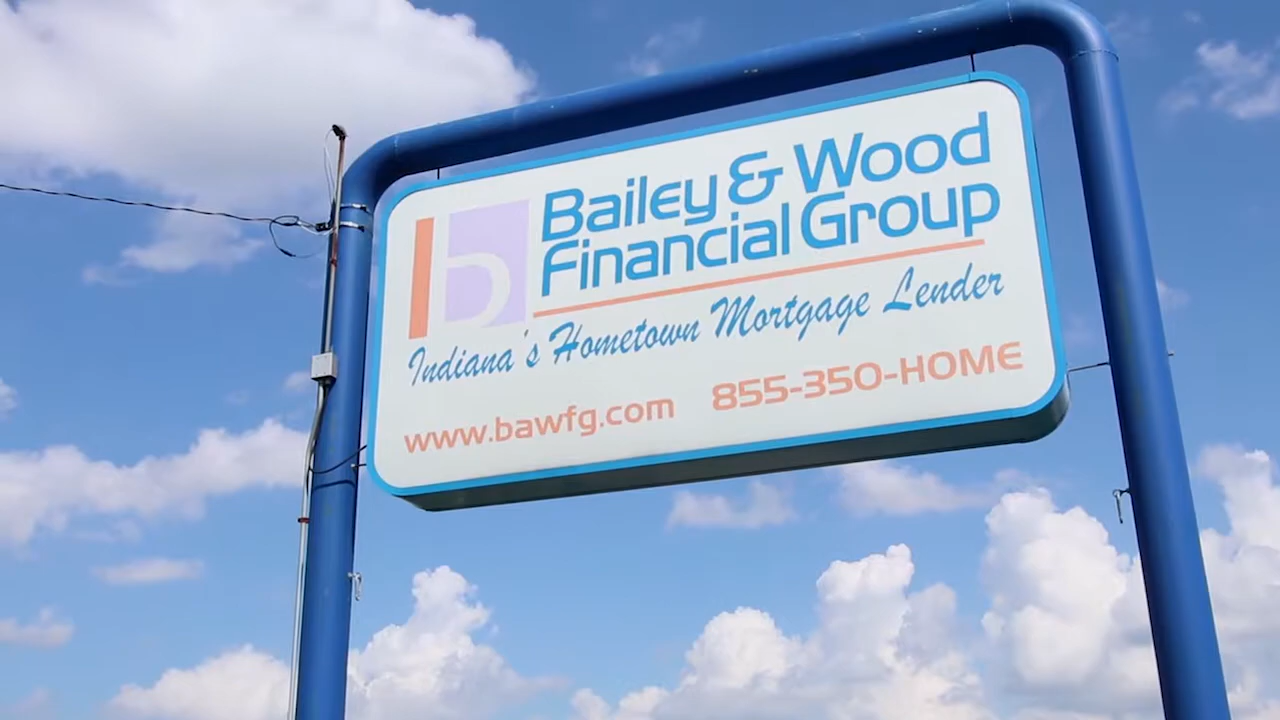 b
Bailey & Wood
Financial Group
Indiana's Hometown Mortgage Lender
www.bawfg.com 855-350-HOME